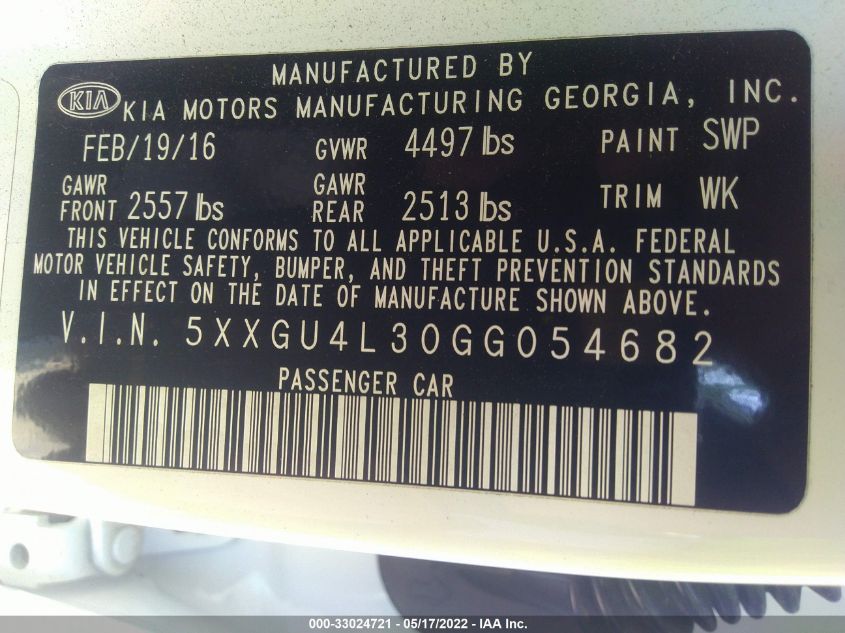 MANUFACTURED BY
KIA KIA MOTORS MANUFACTURING GEORGIA, INC.
FEB/19/16 GVWR 4497 lbs PAINT SWP
GAWR FRONT 2557 lbs GAWR REAR 2513 lbs TRIM WK
THIS VEHICLE CONFORMS TO ALL APPLICABLE U.S.A. FEDERAL
MOTOR VEHICLE SAFETY, BUMPER, AND THEFT PREVENTION STANDARDS
IN EFFECT ON THE DATE OF MANUFACTURE SHOWN ABOVE.
V.I.N. 5XXGU4L30GG054682
PASSENGER CAR
000-33024721 - 05/17/2022 - IAA Inc.